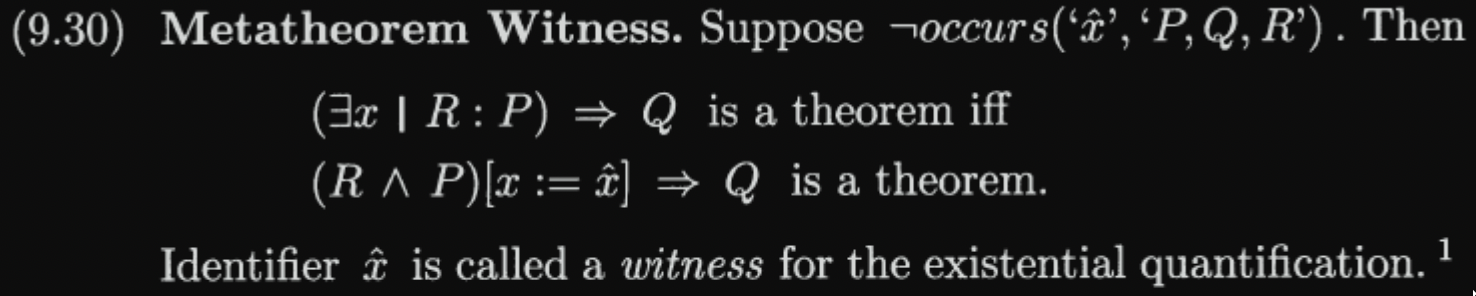 (9.30) Metatheorem Witness. Suppose ¬occurs(‘x̂’, ‘P, Q, R’) . Then
(∃x | R : P) ⇒ Q is a theorem iff
(R ∧ P)[x := x̂] ⇒ Q is a theorem.
Identifier x̂ is called a witness for the existential quantification. ¹